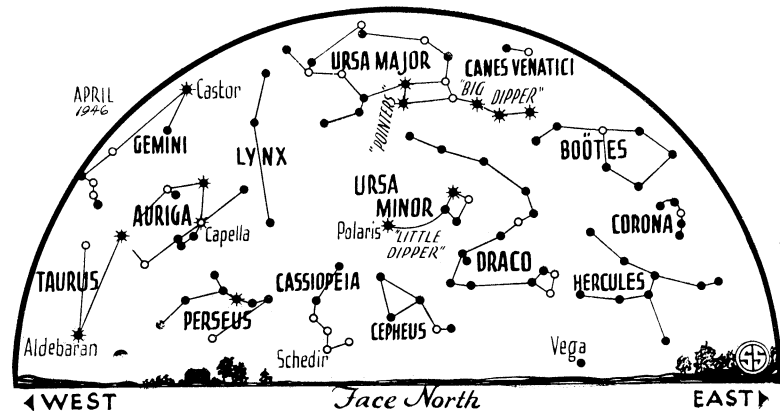 URSA MAJOR
CANES VENATICI
"BIG DIPPER"
"POINTERS"
APRIL
1946
Castor
GEMINI
LYNX
BOÖTES
URSA
MINOR
AURIGA
Capella
Polaris
"LITTLE
DIPPER"
CORONA
DRACO
TAURUS
CASSIOPEIA
HERCULES
PERSEUS
CEPHEUS
Aldebaran
Schedir
Vega
SS
WEST
Face North
EAST